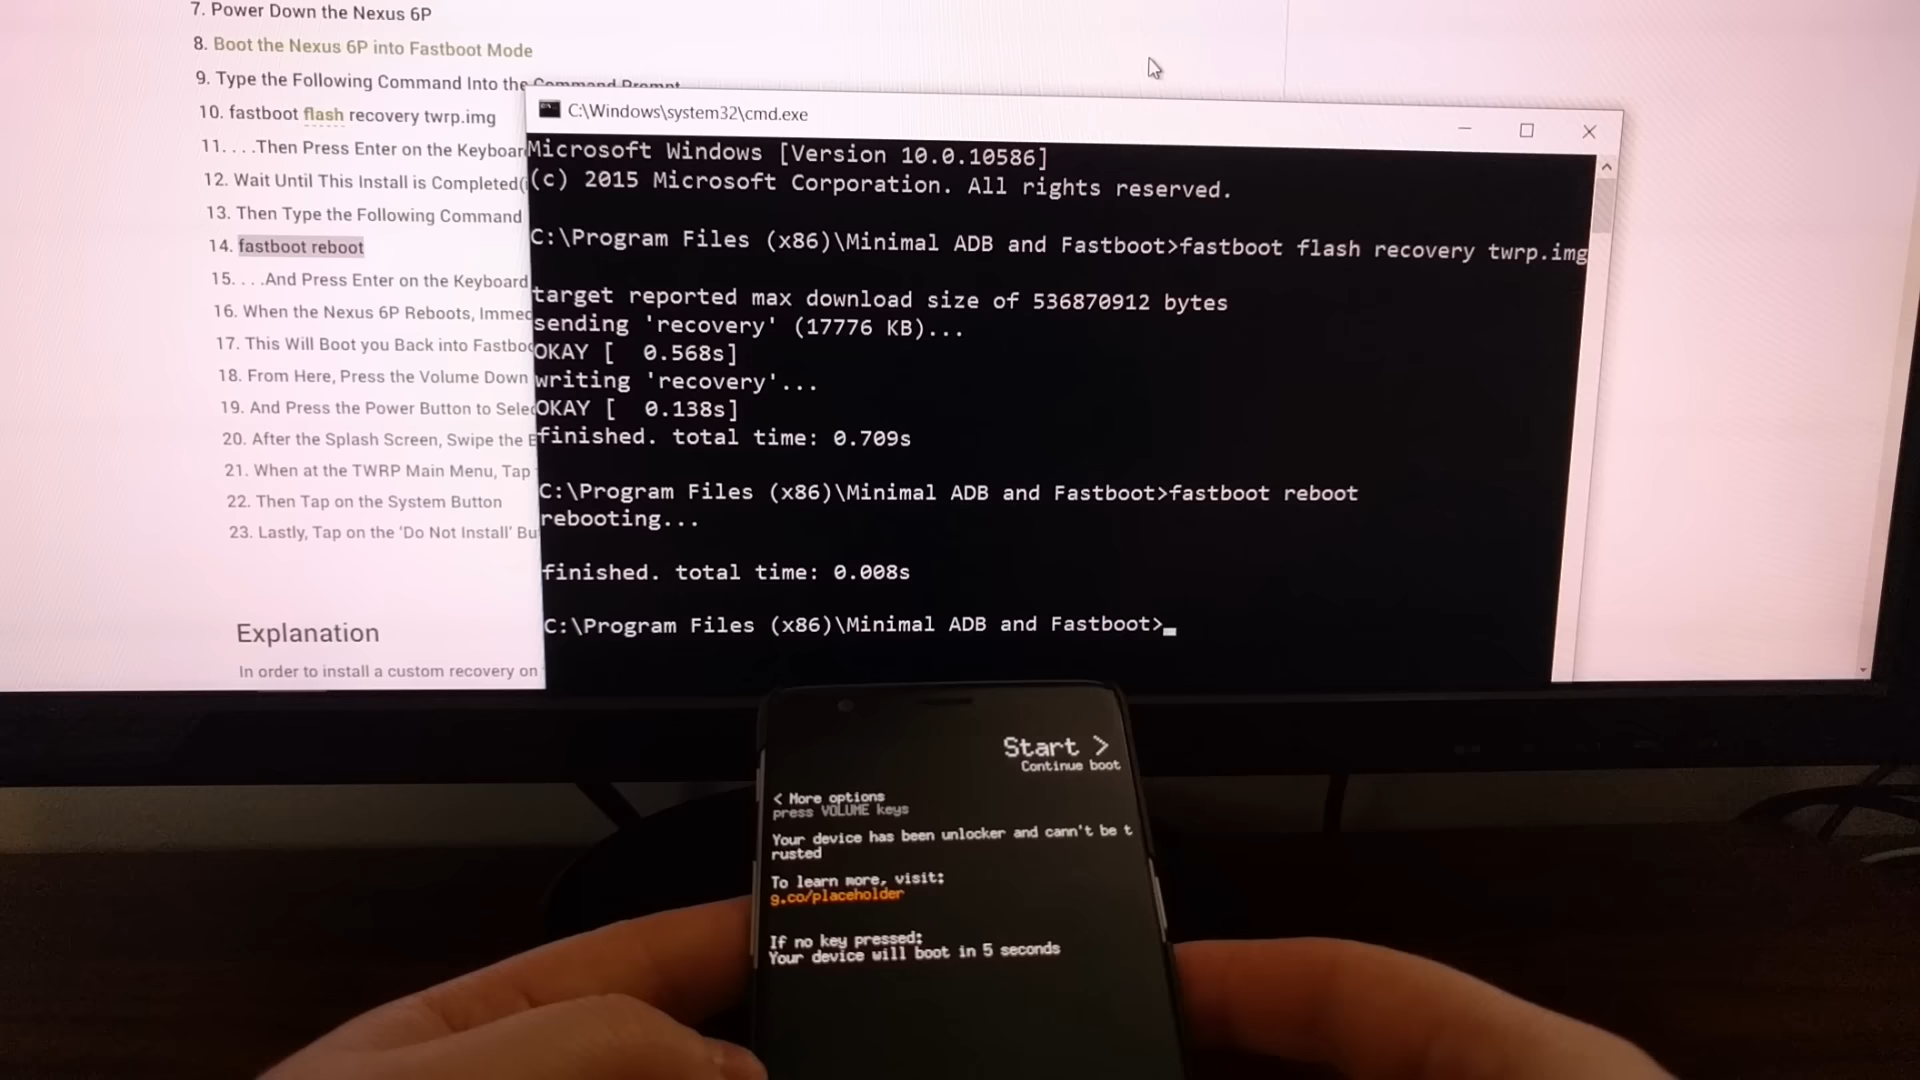 7. Power Down the Nexus 6P
8. Boot the Nexus 6P into Fastboot Mode
9. Type the Following Command Into the Command Prompt
10. fastboot flash recovery twrp.img
11. . . .Then Press Enter on the Keyboar
12. Wait Until This Install is Completed(
13. Then Type the Following Command
14. fastboot reboot
15. . . .And Press Enter on the Keyboard
16. When the Nexus 6P Reboots, Immed
17. This Will Boot you Back into Fastboo
18. From Here, Press the Volume Down
19. And Press the Power Button to Selec
20. After the Splash Screen, Swipe the B
21. When at the TWRP Main Menu, Tap
22. Then Tap on the System Button
23. Lastly, Tap on the 'Do Not Install' Bu
Explanation
In order to install a custom recovery on
C:\Windows\system32\cmd.exe
Microsoft Windows [Version 10.0.10586]
(c) 2015 Microsoft Corporation. All rights reserved.
C:\Program Files (x86)\Minimal ADB and Fastboot>fastboot flash recovery twrp.img
target reported max download size of 536870912 bytes
sending 'recovery' (17776 KB)...
OKAY [  0.568s]
writing 'recovery'...
OKAY [  0.138s]
finished. total time: 0.709s
C:\Program Files (x86)\Minimal ADB and Fastboot>fastboot reboot
rebooting...
finished. total time: 0.008s
C:\Program Files (x86)\Minimal ADB and Fastboot>_
Start >
Continue boot
< More options
press VOLUME keys
Your device has been unlocker and cann't be t
rusted
To learn more, visit:
g.co/placeholder
If no key pressed:
Your device will boot in 5 seconds